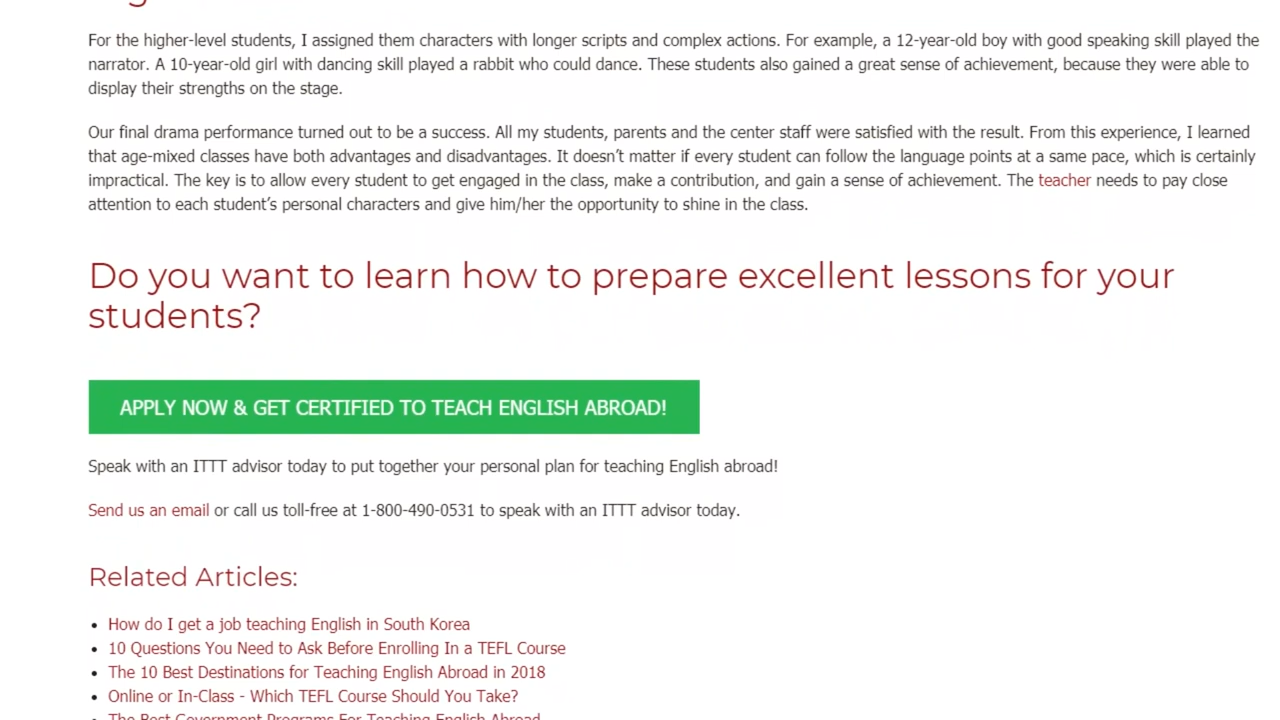 For the higher-level students, I assigned them characters with longer scripts and complex actions. For example, a 12-year-old boy with good speaking skill played the
narrator. A 10-year-old girl with dancing skill played a rabbit who could dance. These students also gained a great sense of achievement, because they were able to
display their strengths on the stage.
Our final drama performance turned out to be a success. All my students, parents and the center staff were satisfied with the result. From this experience, I learned
that age-mixed classes have both advantages and disadvantages. It doesn’t matter if every student can follow the language points at a same pace, which is certainly
impractical. The key is to allow every student to get engaged in the class, make a contribution, and gain a sense of achievement. The teacher needs to pay close
attention to each student’s personal characters and give him/her the opportunity to shine in the class.
Do you want to learn how to prepare excellent lessons for your
students?
APPLY NOW & GET CERTIFIED TO TEACH ENGLISH ABROAD!
Speak with an ITTT advisor today to put together your personal plan for teaching English abroad!
Send us an email or call us toll-free at 1-800-490-0531 to speak with an ITTT advisor today.
Related Articles:
• How do I get a job teaching English in South Korea
• 10 Questions You Need to Ask Before Enrolling In a TEFL Course
• The 10 Best Destinations for Teaching English Abroad in 2018
• Online or In-Class - Which TEFL Course Should You Take?
• The Best Government Programs For Teaching English Abroad